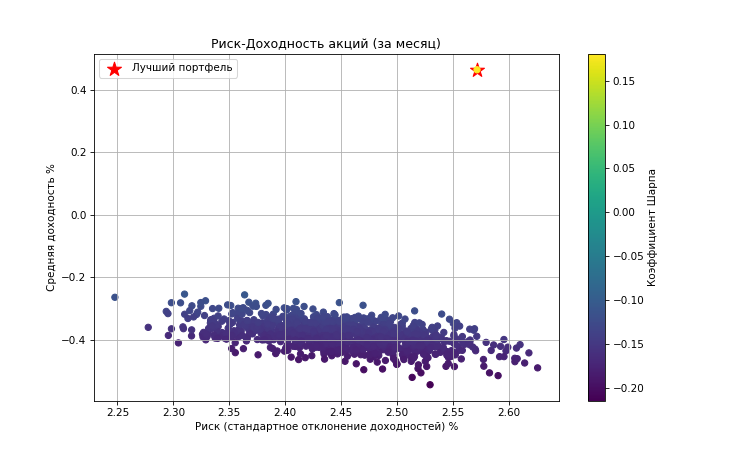 Риск-Доходность акций (за месяц)
Лучший портфель
Средняя доходность %
0.4
0.2
0.0
−0.2
−0.4
2.25 2.30 2.35 2.40 2.45 2.50 2.55 2.60
Риск (стандартное отклонение доходностей) %
0.15
0.10
0.05
0.00
−0.05
−0.10
−0.15
−0.20
Коэффициент Шарпа